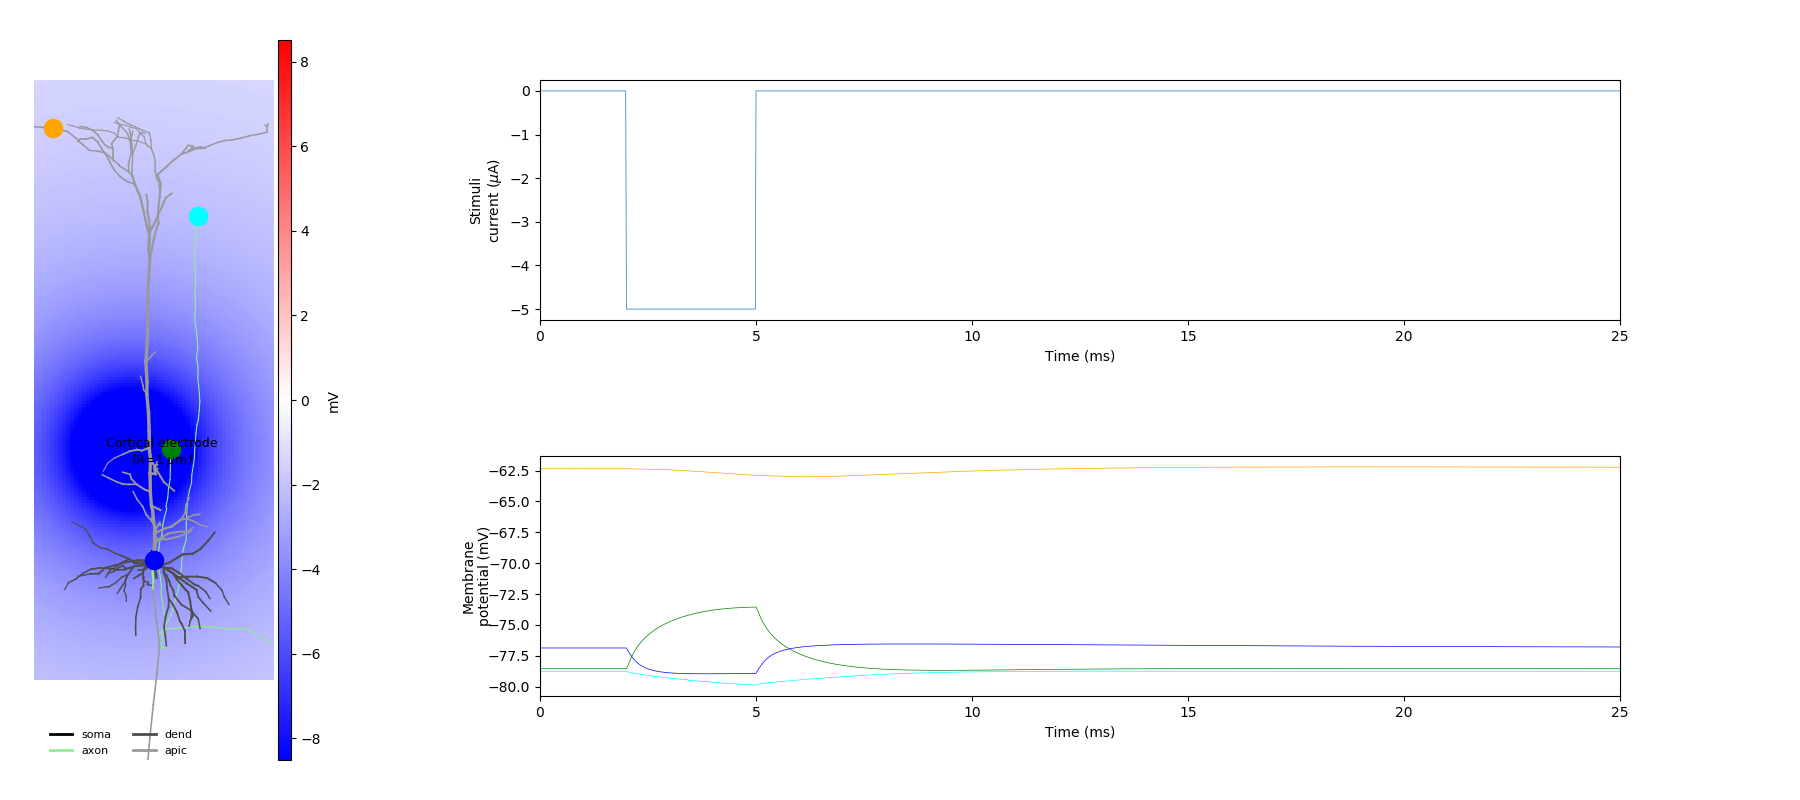 8
6
4
2
0
−2
−4
−6
−8
mV
Cortical electrode
soma
axon
dend
apic
0
−1
−2
−3
−4
−5
Stimuli
current (μA)
0 5 10 15 20 25
Time (ms)
−62.5
−65.0
−67.5
−70.0
−72.5
−75.0
−77.5
−80.0
Membrane
potential (mV)
0 5 10 15 20 25
Time (ms)